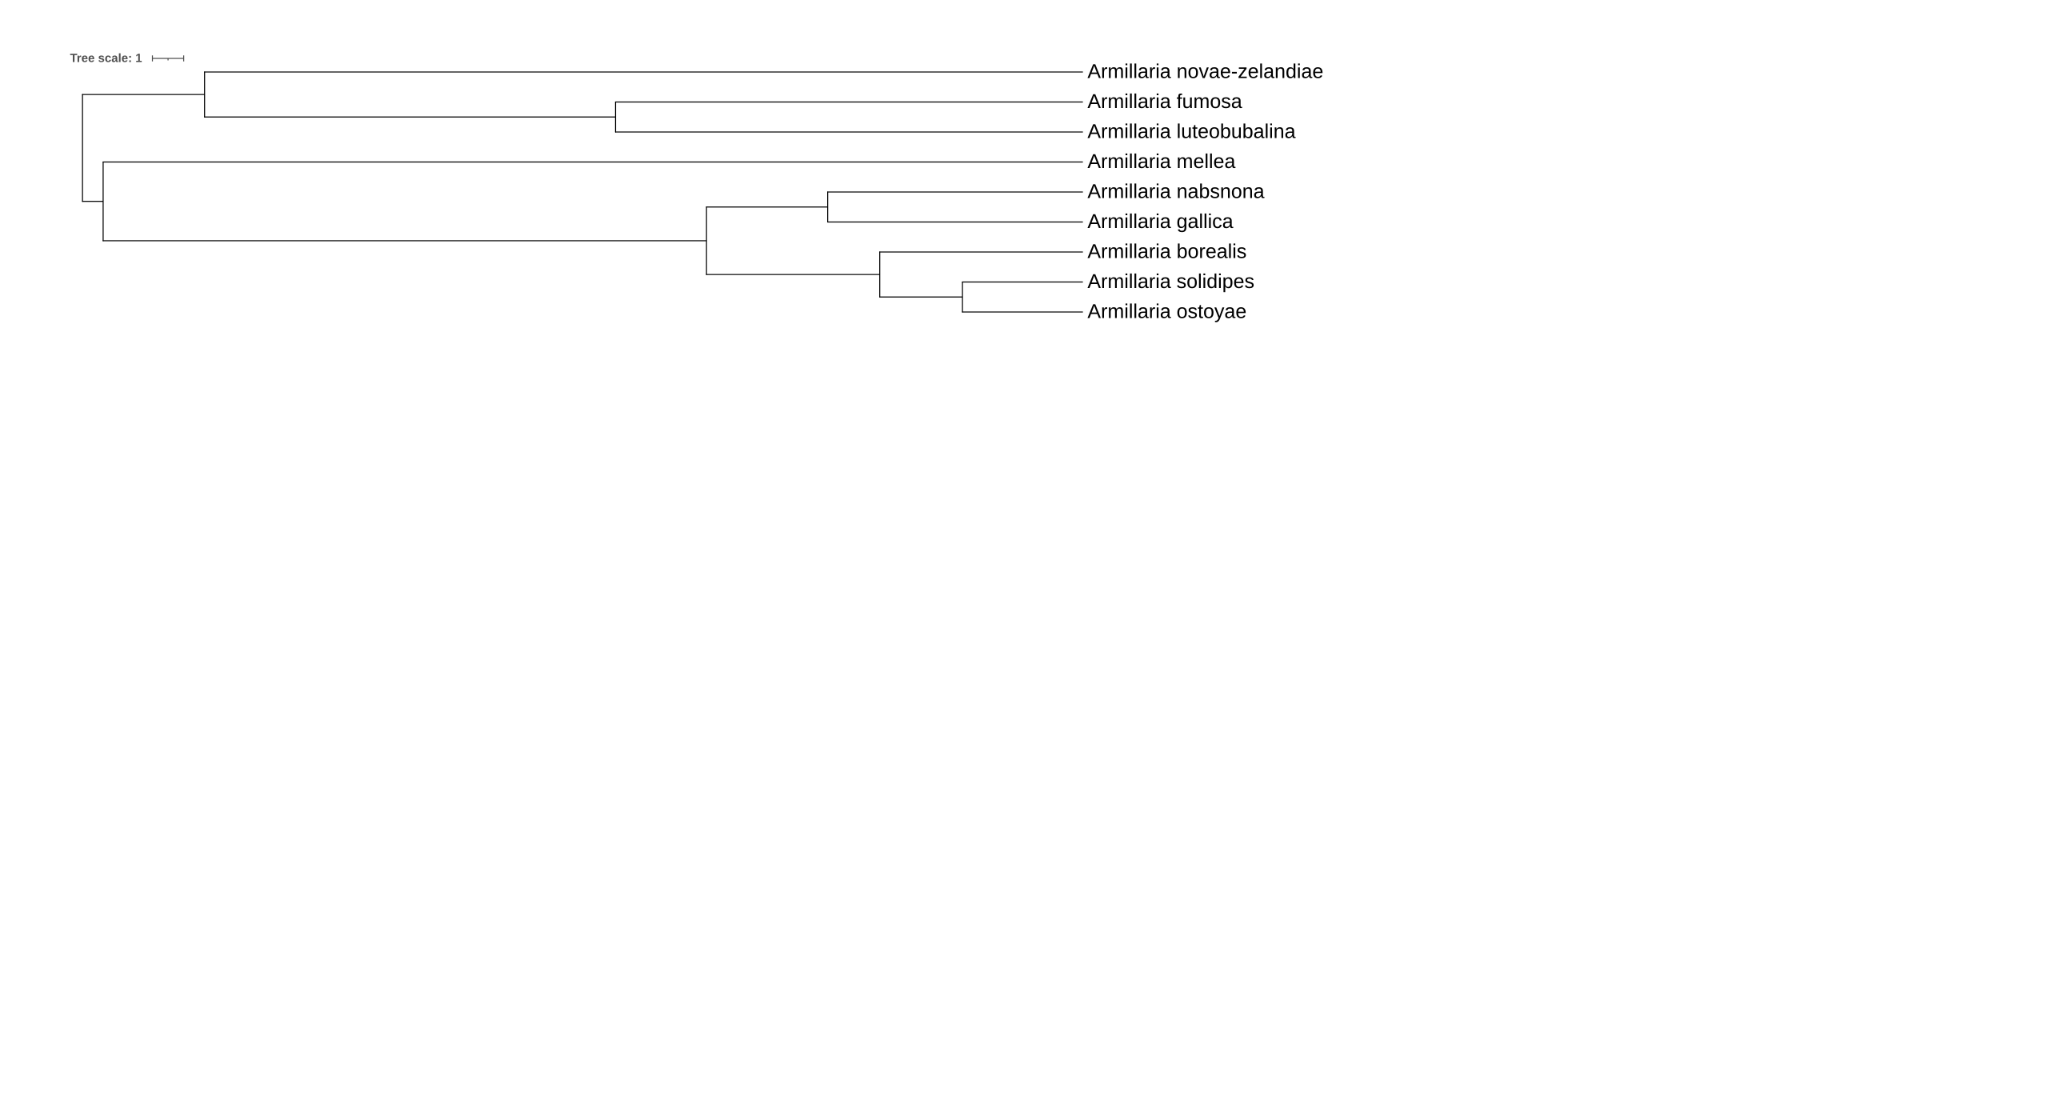 Tree scale: 1
Armillaria novae-zelandiae
Armillaria fumosa
Armillaria luteobubalina
Armillaria mellea
Armillaria nabsnona
Armillaria gallica
Armillaria borealis
Armillaria solidipes
Armillaria ostoyae